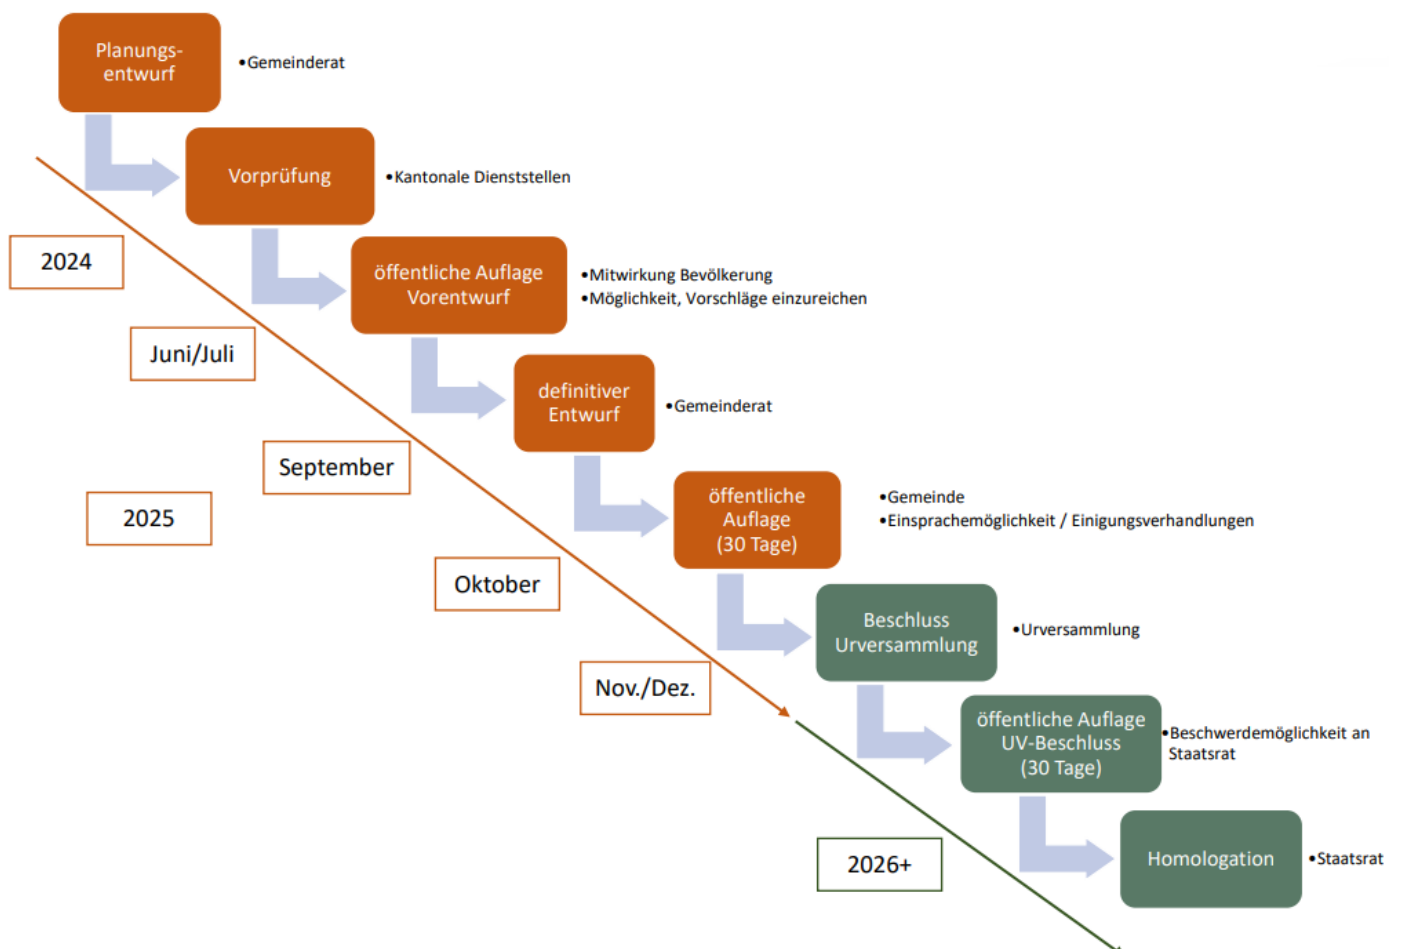 Planungs-
entwurf
•Gemeinderat
Vorprüfung
•Kantonale Dienststellen
2024
öffentliche Auflage
Vorentwurf
•Mitwirkung Bevölkerung
•Möglichkeit, Vorschläge einzureichen
Juni/Juli
definitiver
Entwurf
•Gemeinderat
September
2025
öffentliche
Auflage
(30 Tage)
•Gemeinde
•Einsprachemöglichkeit / Einigungsverhandlungen
Oktober
Beschluss
Urversammlung
•Urversammlung
Nov./Dez.
öffentliche Auflage
UV-Beschluss
(30 Tage)
•Beschwerdemöglichkeit an
Staatsrat
2026+
Homologation
•Staatsrat